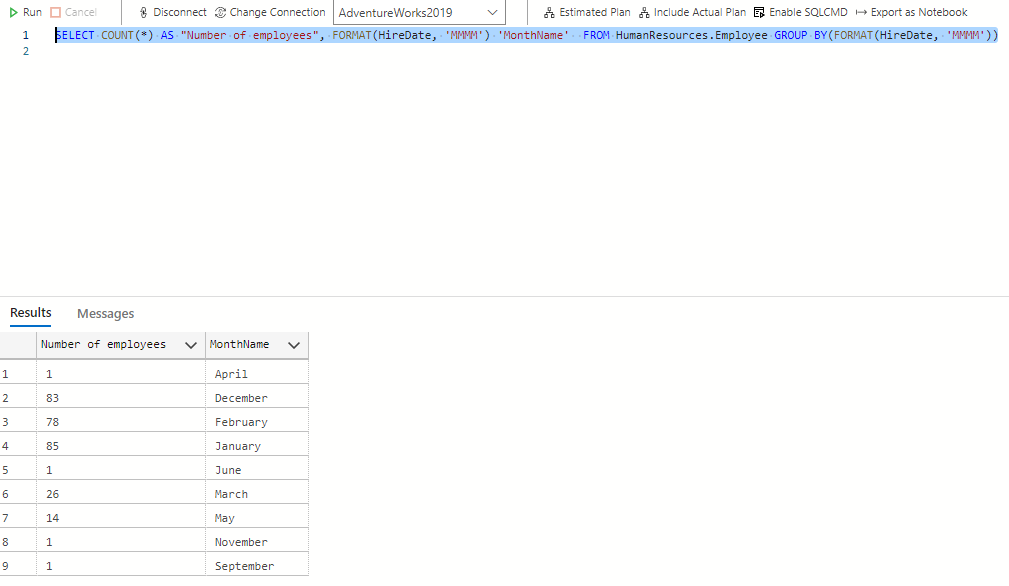 Run Cancel Disconnect Change Connection AdventureWorks2019 Estimated Plan Include Actual Plan Enable SQLCMD Export as Notebook
1 SELECT COUNT(*) AS "Number of employees", FORMAT(HireDate, 'MMMM') 'MonthName'  FROM HumanResources.Employee GROUP BY(FORMAT(HireDate, 'MMMM'))
2
Results Messages
Number of employees MonthName
1 1 April
2 83 December
3 78 February
4 85 January
5 1 June
6 26 March
7 14 May
8 1 November
9 1 September